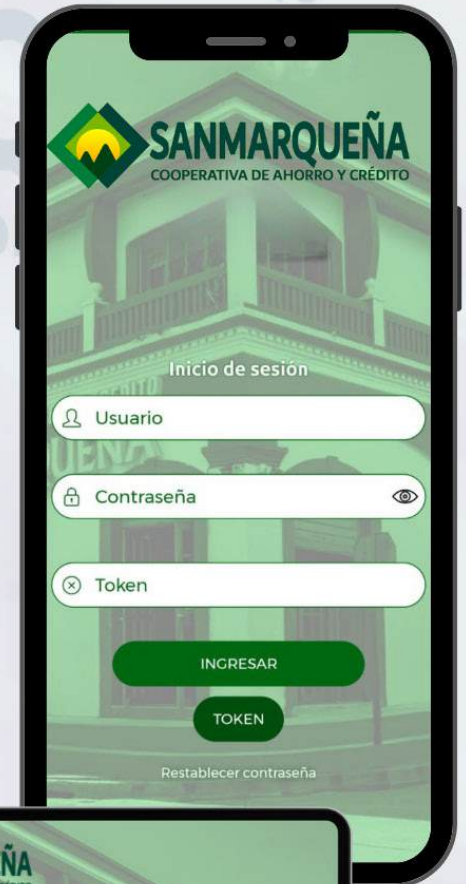 SANMARQUEÑA
COOPERATIVA DE AHORRO Y CRÉDITO
Inicio de sesión
Usuario
Contraseña
Token
INGRESAR
TOKEN
Restablecer contraseña
ÑA